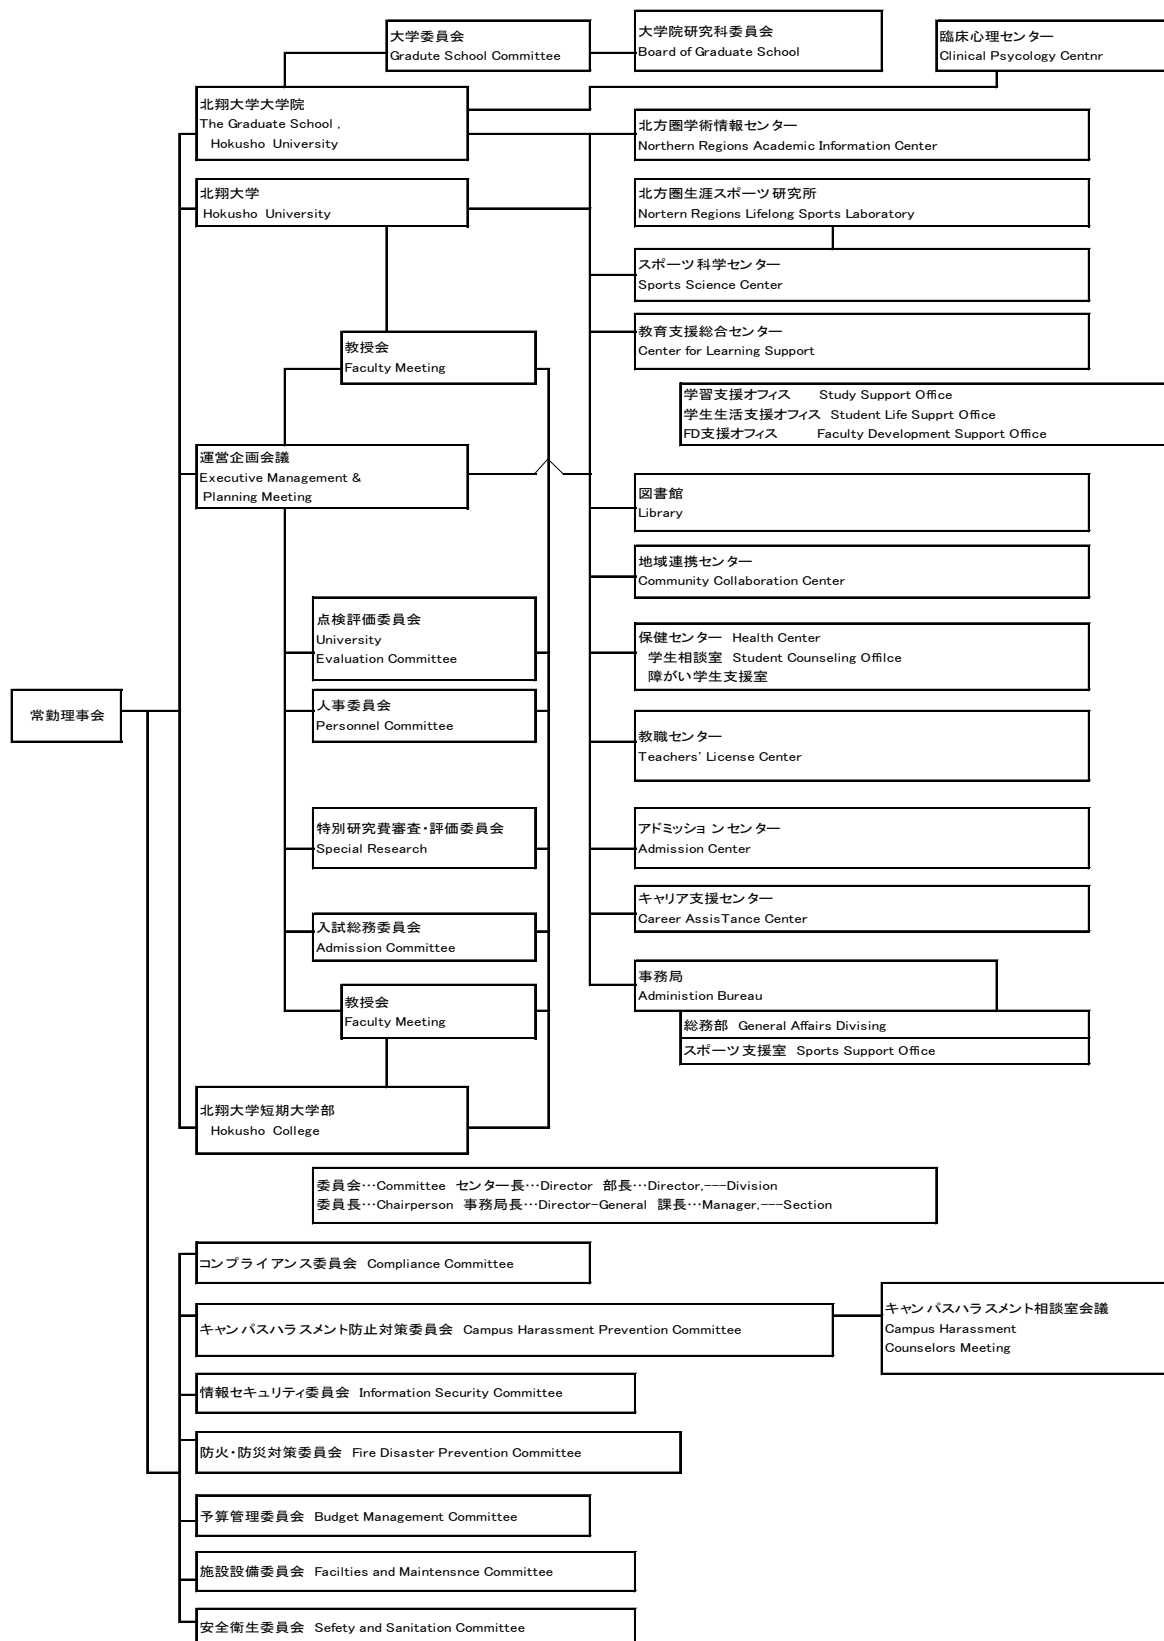 大学委員会
Gradute School Committee
大学院研究科委員会
Board of Graduate School
臨床心理センター
Clinical Psycology Centnr
北翔大学大学院
The Graduate School ,
Hokusho University
北方圏学術情報センター
Northern Regions Academic Information Center
北翔大学
Hokusho University
北方圏生涯スポーツ研究所
Nortern Regions Lifelong Sports Laboratory
スポーツ科学センター
Sports Science Center
教育支援総合センター
Center for Learning Support
教授会
Faculty Meeting
学習支援オフィス Study Support Office
学生生活支援オフィス Student Life Supprt Office
FD支援オフィス Faculty Development Support Office
運営企画会議
Executive Management &
Planning Meeting
図書館
Library
地域連携センター
Community Collaboration Center
点検評価委員会
University
Evaluation Committee
保健センター Health Center
学生相談室 Student Counseling Offilce
障がい学生支援室
常勤理事会
人事委員会
Personnel Committee
教職センター
Teachers' License Center
特別研究費審査・評価委員会
Special Research
アドミッションセンター
Admission Center
入試総務委員会
Admission Committee
キャリア支援センター
Career AssisTance Center
教授会
Faculty Meeting
事務局
Administion Bureau
総務部 General Affairs Divising
スポーツ支援室 Sports Support Office
北翔大学短期大学部
Hokusho College
委員会…Committee センター長…Director 部長…Director,---Division
委員長…Chairperson 事務局長…Director-General 課長…Manager,---Section
コンプライアンス委員会 Compliance Committee
キャンパスハラスメント防止対策委員会 Campus Harassment Prevention Committee
キャンパスハラスメント相談室会議
Campus Harassment
Counselors Meeting
情報セキュリティ委員会 Information Security Committee
防火・防災対策委員会 Fire Disaster Prevention Committee
予算管理委員会 Budget Management Committee
施設設備委員会 Facilties and Maintensnce Committee
安全衛生委員会 Sefety and Sanitation Committee